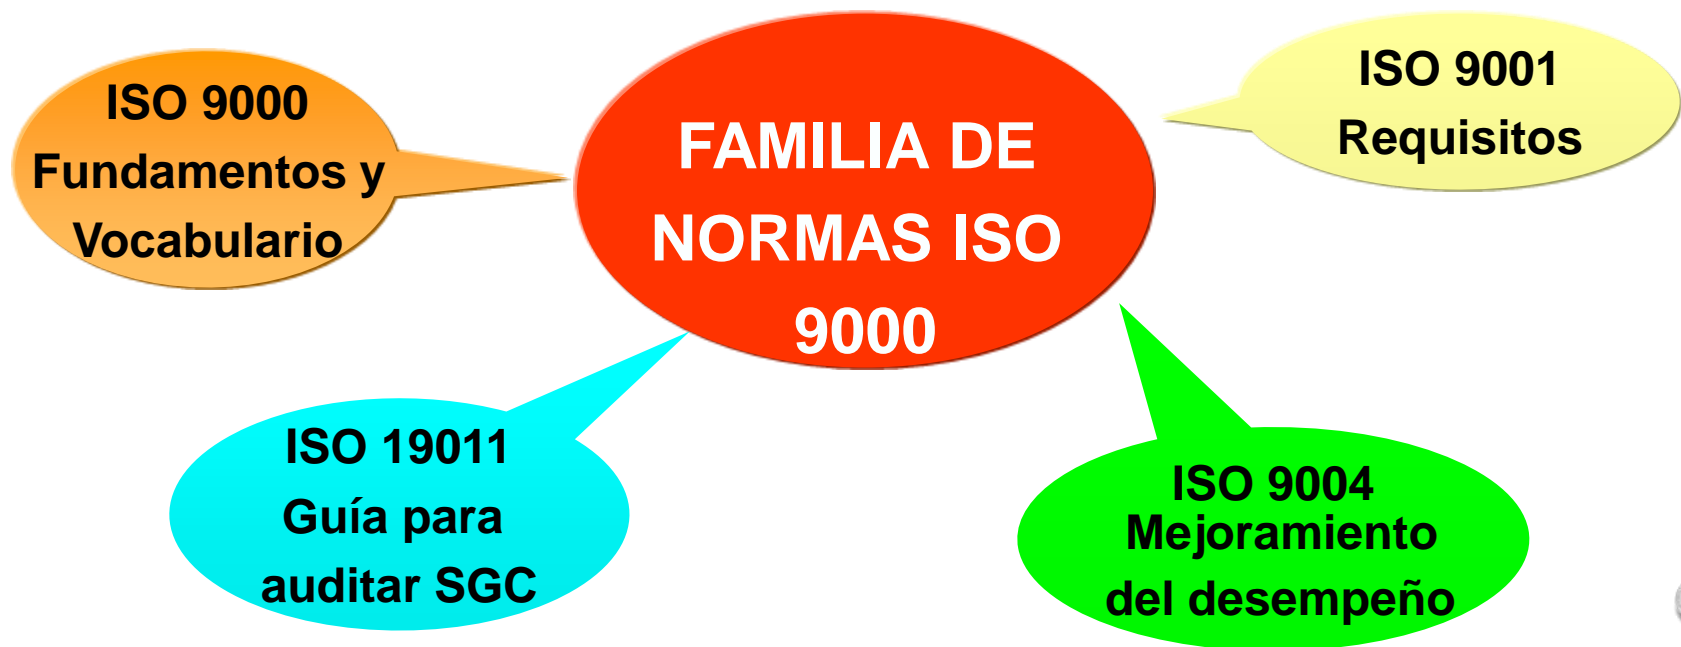 ISO 9000
Fundamentos y
Vocabulario
FAMILIA DE
NORMAS ISO
9000
ISO 9001
Requisitos
ISO 19011
Guía para
auditar SGC
ISO 9004
Mejoramiento
del desempeño